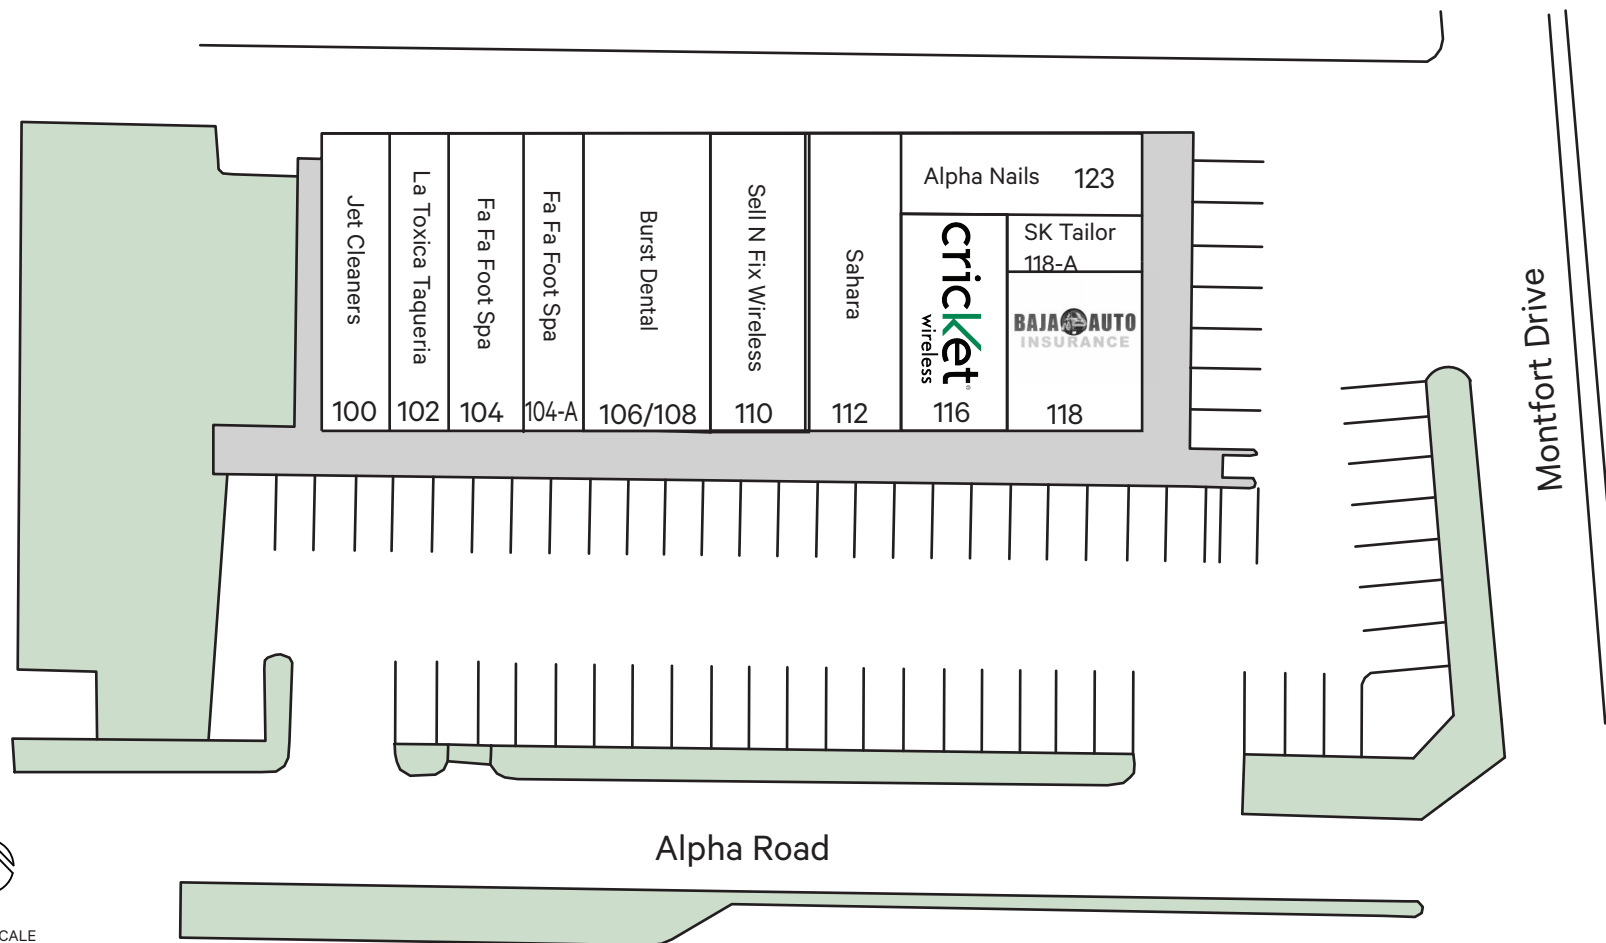 Jet Cleaners
100
La Toxica Taqueria
102
Fa Fa Foot Spa
104
Fa Fa Foot Spa
104-A
Burst Dental
106/108
Sell N Fix Wireless
110
Sahara
112
Alpha Nails 123
cricket
wireless
116
SK Tailor
118-A
BAJA AUTO
INSURANCE
118
Montfort Drive
Alpha Road
CALE